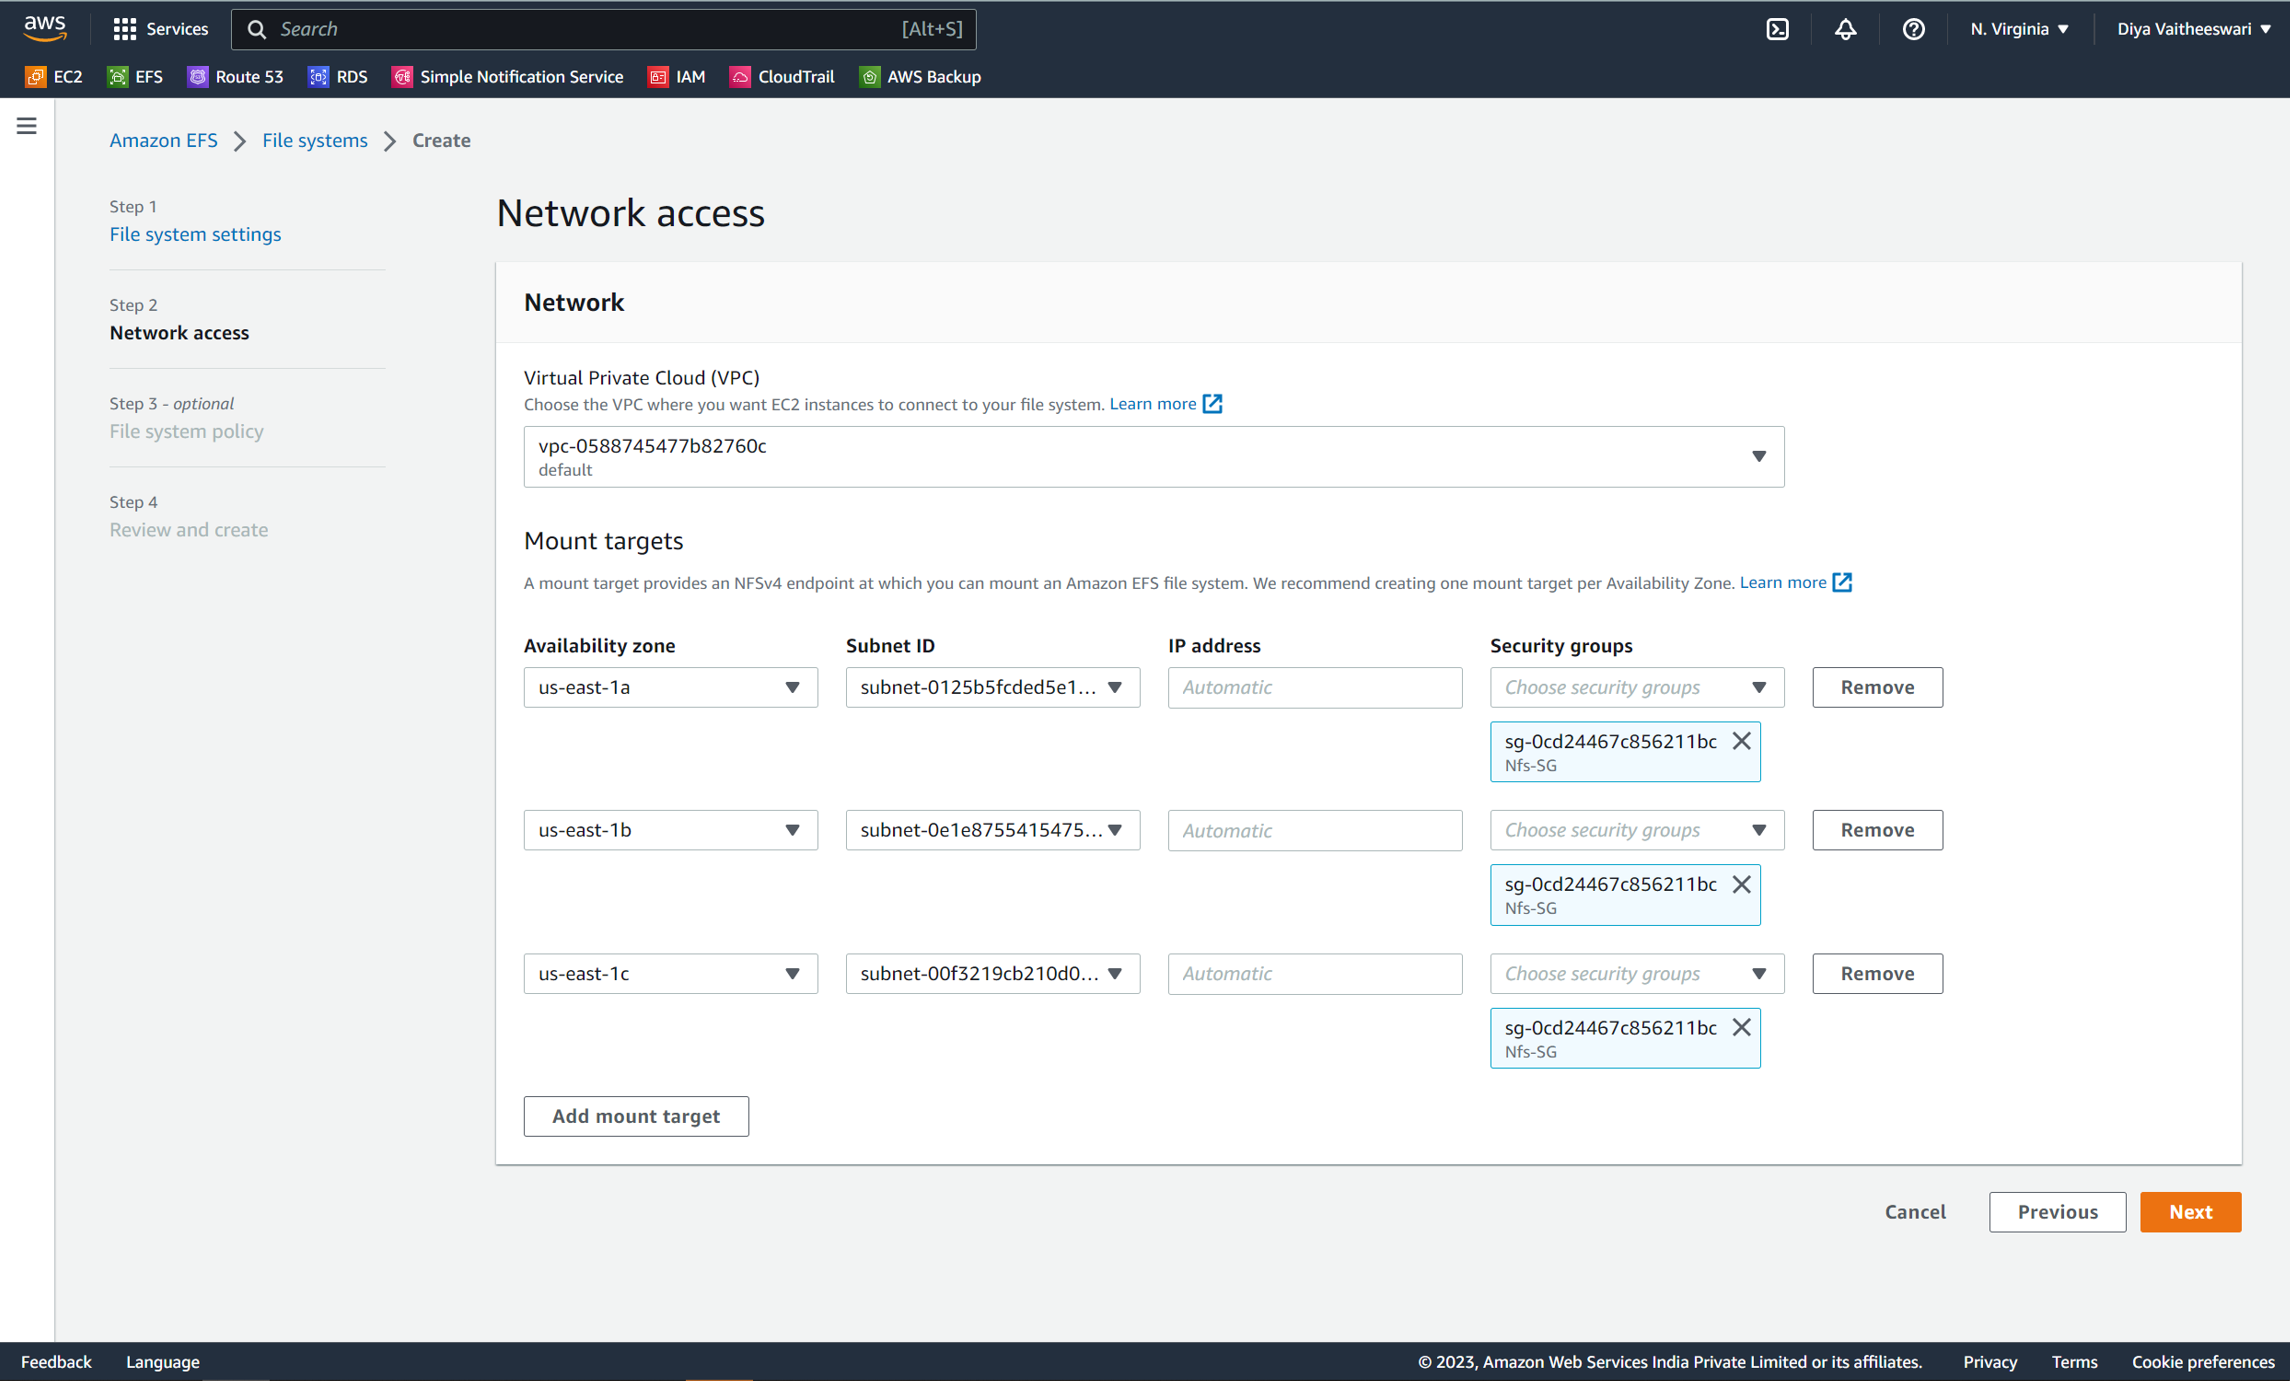 aws
Services
Search
[Alt+S]
N. Virginia
Diya Vaitheeswari
EC2
EFS
Route 53
RDS
Simple Notification Service
IAM
CloudTrail
AWS Backup
Amazon EFS
File systems
Create
Step 1
File system settings
Step 2
Network access
Step 3 - optional
File system policy
Step 4
Review and create
Network access
Network
Virtual Private Cloud (VPC)
Choose the VPC where you want EC2 instances to connect to your file system. Learn more
vpc-0588745477b82760c
default
Mount targets
A mount target provides an NFSv4 endpoint at which you can mount an Amazon EFS file system. We recommend creating one mount target per Availability Zone. Learn more
Availability zone
Subnet ID
IP address
Security groups
us-east-1a
subnet-0125b5fcded5e1...
Automatic
Choose security groups
Remove
sg-0cd24467c856211bc
Nfs-SG
us-east-1b
subnet-0e1e8755415475...
Automatic
Choose security groups
Remove
sg-0cd24467c856211bc
Nfs-SG
us-east-1c
subnet-00f3219cb210d0...
Automatic
Choose security groups
Remove
sg-0cd24467c856211bc
Nfs-SG
Add mount target
Cancel
Previous
Next
Feedback
Language
© 2023, Amazon Web Services India Private Limited or its affiliates.
Privacy
Terms
Cookie preferences